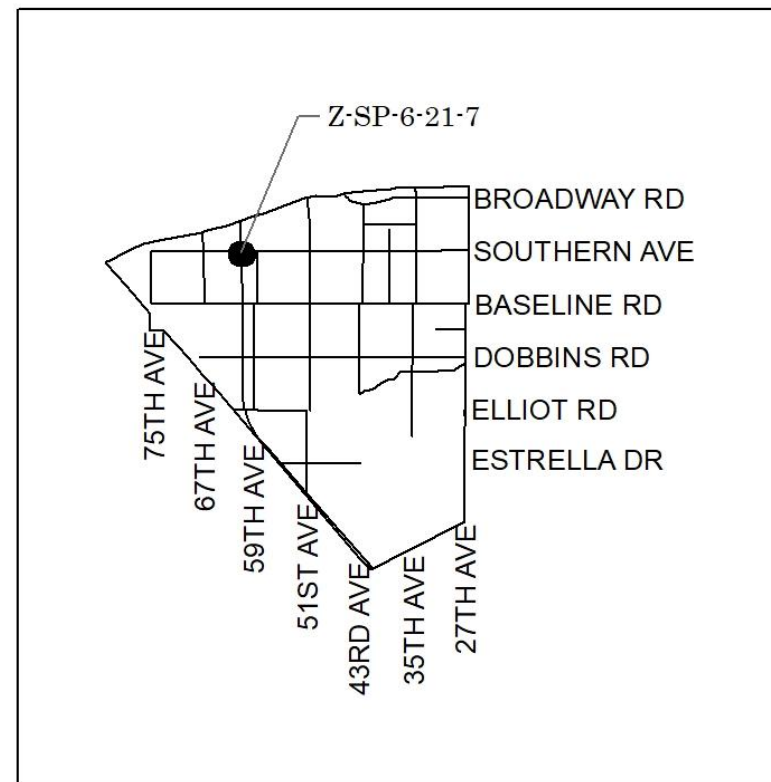 Z-SP-6-21-7
BROADWAY RD
SOUTHERN AVE
BASELINE RD
DOBBINS RD
ELLIOT RD
ESTRELLA DR
75TH AVE
67TH AVE
59TH AVE
51ST AVE
43RD AVE
35TH AVE
27TH AVE